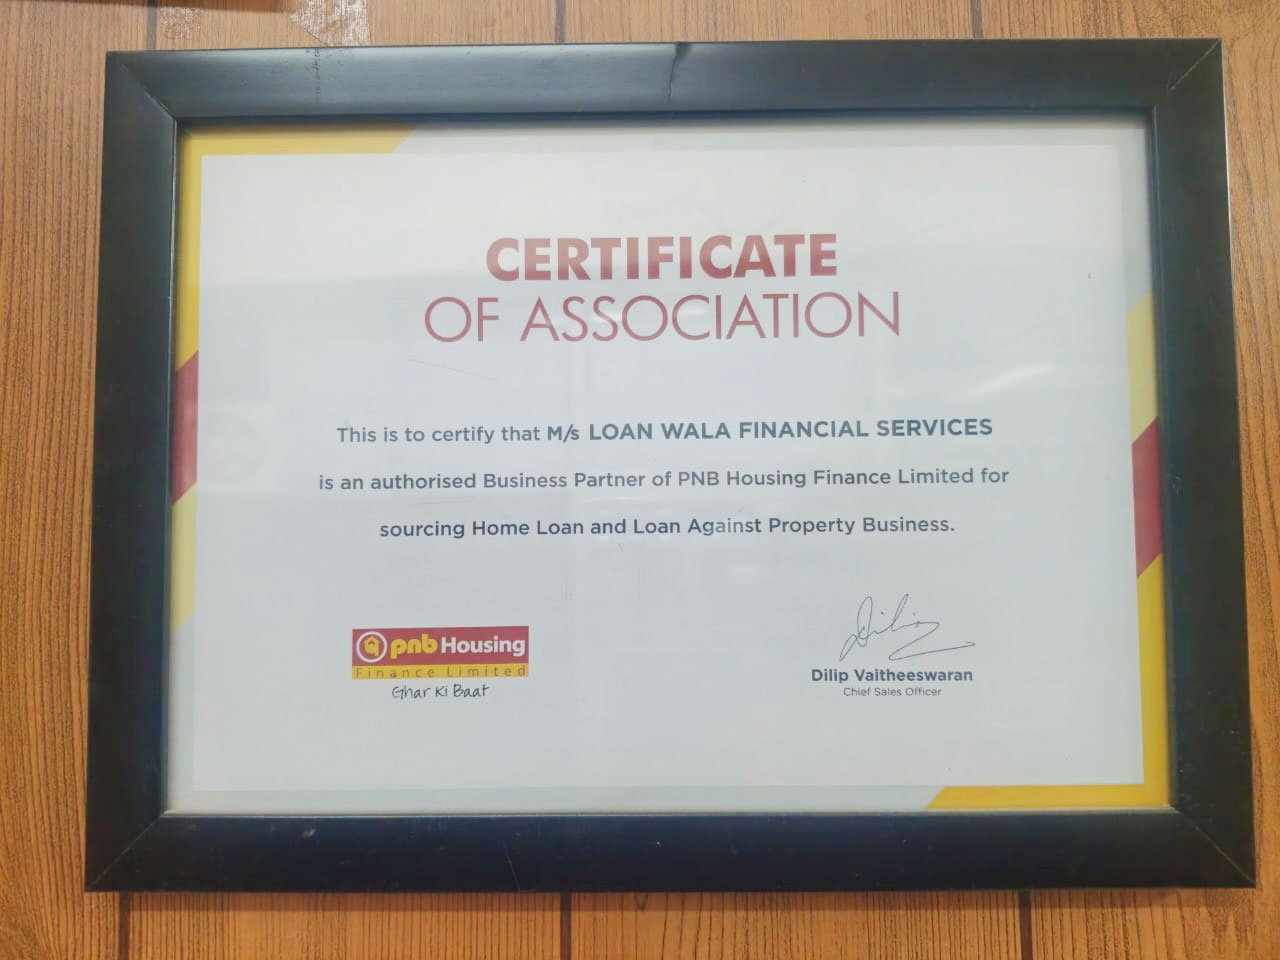 CERTIFICATE
OF ASSOCIATION
This is to certify that M/s LOAN WALA FINANCIAL SERVICES
is an authorised Business Partner of PNB Housing Finance Limited for
sourcing Home Loan and Loan Against Property Business.
pnb Housing
Finance Limited
Ghar Ki Baat
Dilip
Dilip Vaitheeswaran
Chief Sales Officer